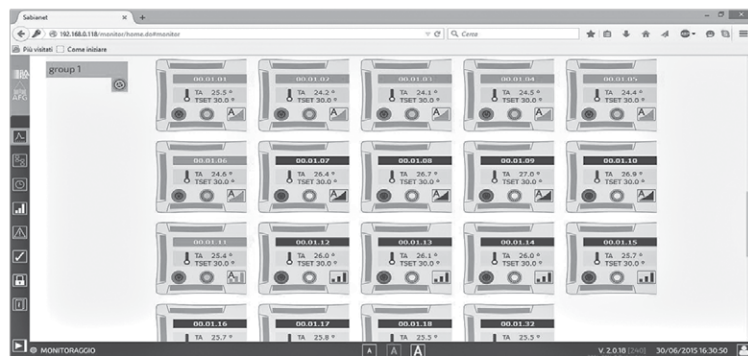 Sabianet
192.168.0.118/monitor/home.do#monitor
Cerca
Più visitati
Come iniziare
group 1
00.01.01
TA 25.5 °
TSET 30.0 °
A
00.01.02
TA 24.2 °
TSET 30.0 °
A
00.01.03
TA 24.1 °
TSET 30.0 °
A
00.01.04
TA 24.5 °
TSET 30.0 °
A
00.01.05
TA 24.4 °
TSET 30.0 °
A
00.01.06
TA 24.6 °
TSET 30.0 °
A
00.01.07
TA 26.4 °
TSET 30.0 °
A
00.01.08
TA 26.7 °
TSET 30.0 °
A
00.01.09
TA 27.0 °
TSET 30.0 °
A
00.01.10
TA 26.9 °
TSET 30.0 °
A
00.01.11
TA 25.4 °
TSET 30.0 °
A
00.01.12
TA 26.0 °
TSET 30.0 °
00.01.13
TA 26.1 °
TSET 30.0 °
00.01.14
TA 26.0 °
TSET 30.0 °
00.01.15
TA 25.7 °
TSET 30.0 °
00.01.16
TA 25.7 °
00.01.17
TA 25.8 °
00.01.18
TA 25.5 °
00.01.32
TA 25.5 °
MONITORAGGIO
A A A
V. 2.0.18 [240] 30/06/2015 16:30:50